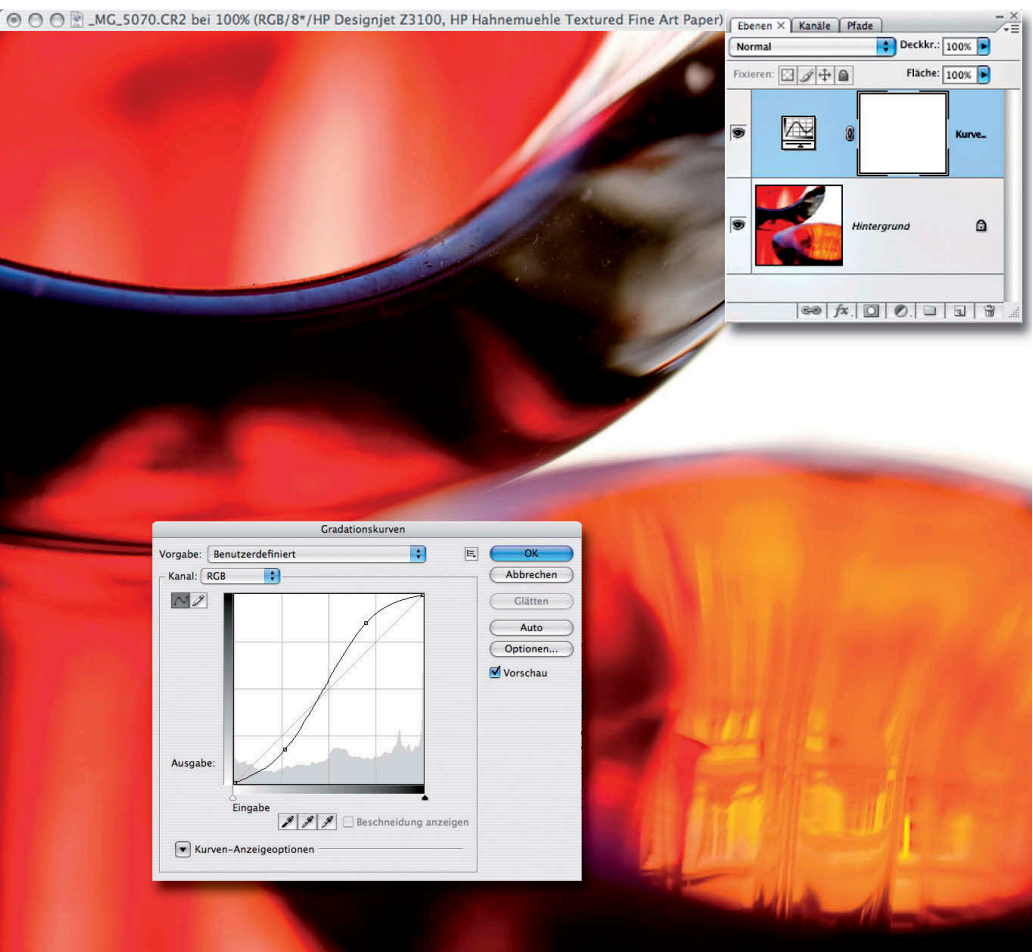 _MG_5070.CR2 bei 100% (RGB/8*/HP Designjet Z3100, HP Hahnemuehle Textured Fine Art Paper)
Ebenen Kanäle Pfade
Normal Deckkr.: 100%
Fixieren: Fläche: 100%
Kurve...
Hintergrund
fx.
Gradationskurven
Vorgabe: Benutzerdefiniert
Kanal: RGB
OK
Abbrechen
Glätten
Auto
Optionen...
Vorschau
Ausgabe:
Eingabe
Beschneidung anzeigen
Kurven-Anzeigeoptionen